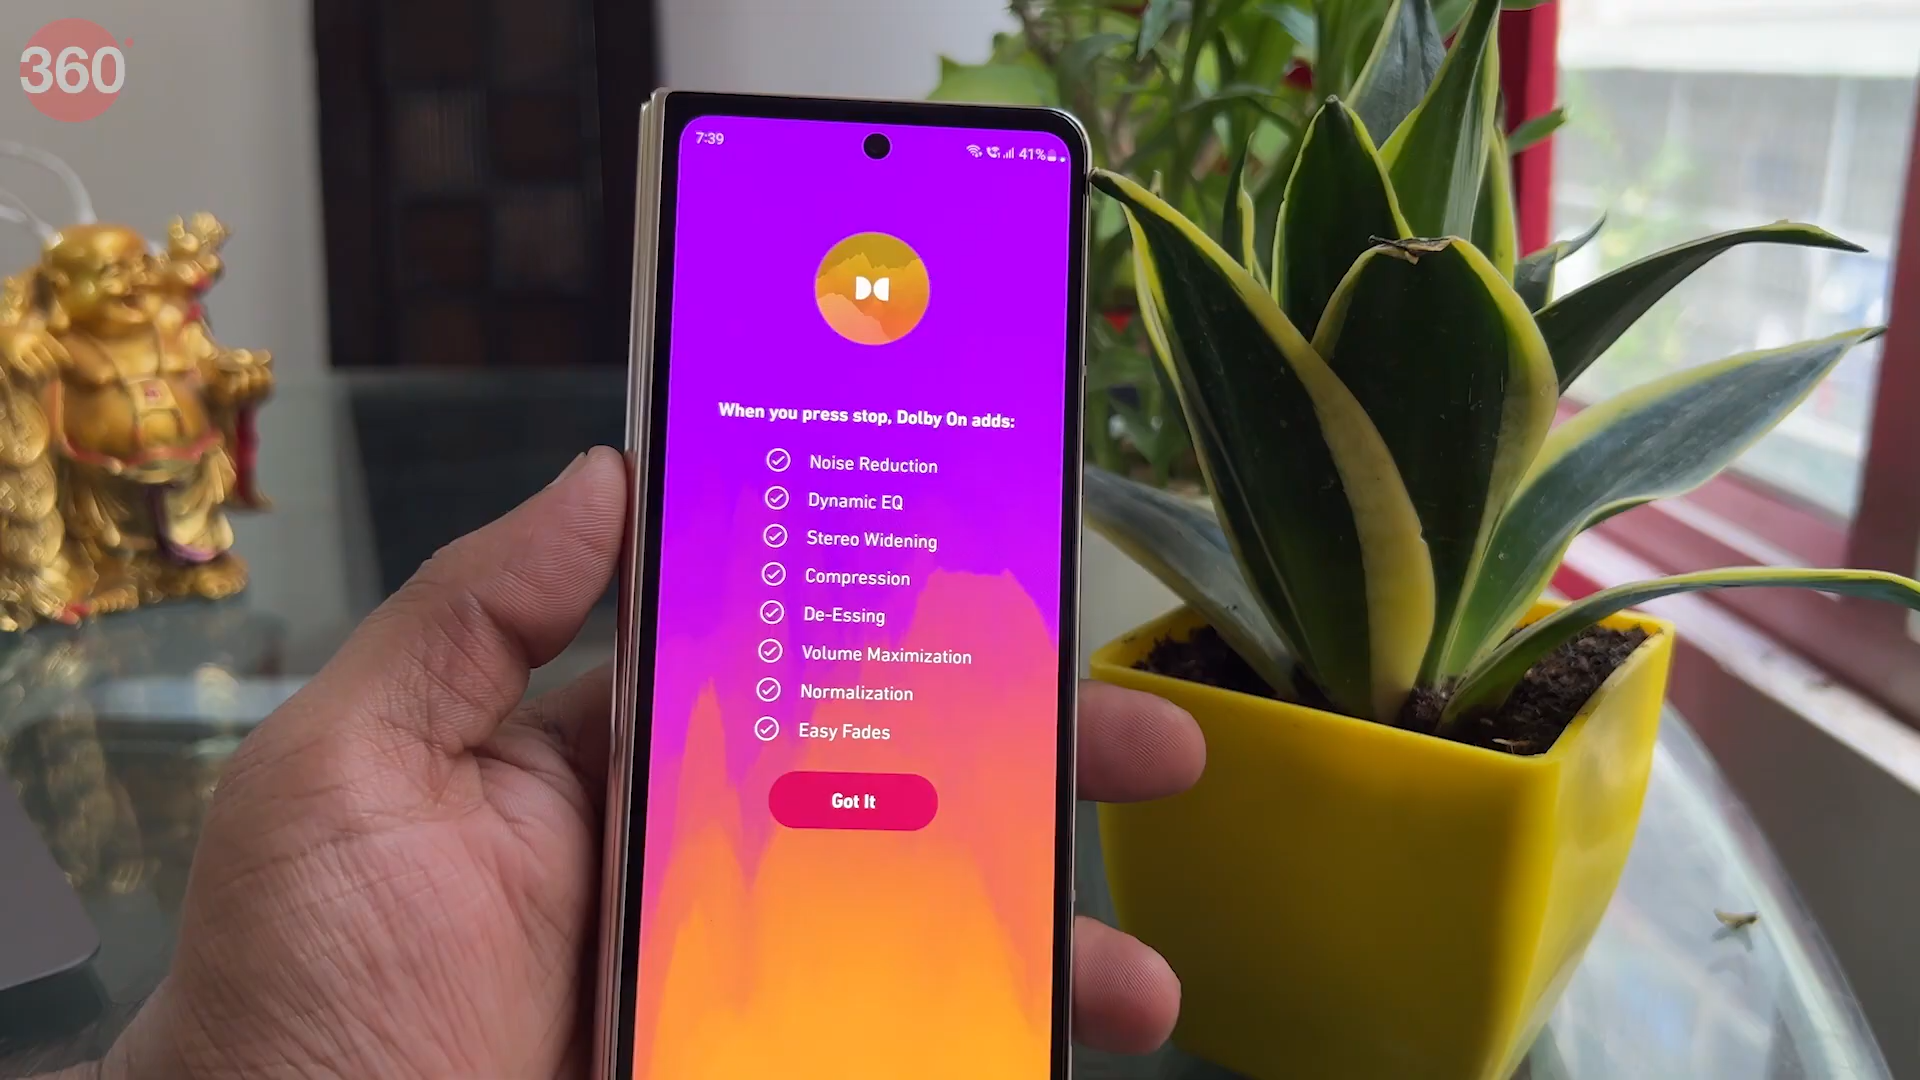 360
7:39
41%
When you press stop, Dolby On adds:
Noise Reduction
Dynamic EQ
Stereo Widening
Compression
De-Essing
Volume Maximization
Normalization
Easy Fades
Got It